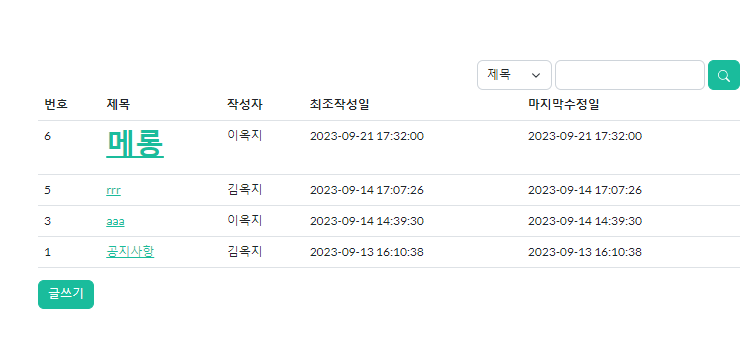 제목
번호 제목 작성자 최조작성일 마지막수정일
6 메롱 이옥지 2023-09-21 17:32:00 2023-09-21 17:32:00
5 rrr 김옥지 2023-09-14 17:07:26 2023-09-14 17:07:26
3 aaa 이옥지 2023-09-14 14:39:30 2023-09-14 14:39:30
1 공지사항 김옥지 2023-09-13 16:10:38 2023-09-13 16:10:38
글쓰기